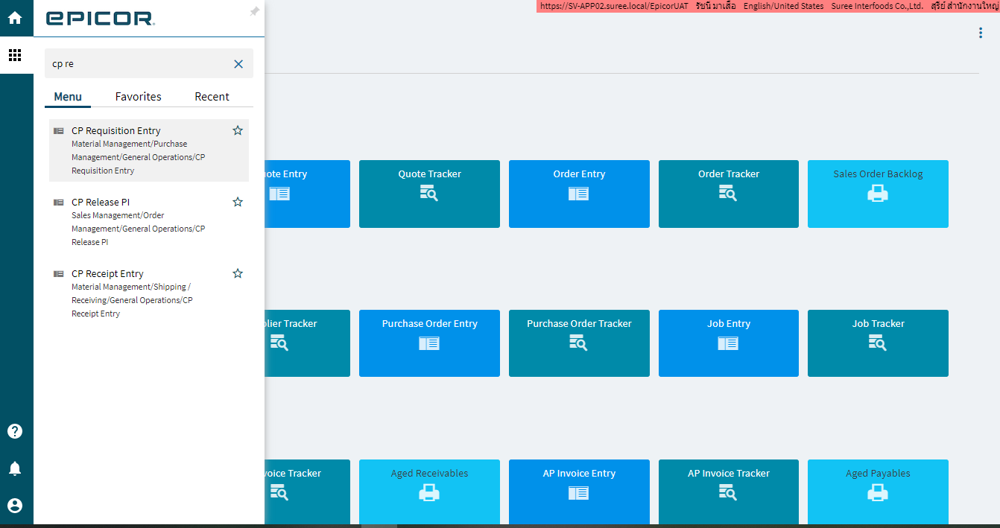 https://SV-APP02.suree.local/EpicorUAT รัชนี มาเสือ English/United States Suree Interfoods Co.,Ltd. สุรีย์ สำนักงานใหญ่
EPICOR
cp re
Menu Favorites Recent
CP Requisition Entry
Material Management/Purchase
Management/General Operations/CP
Requisition Entry
CP Release PI
Sales Management/Order
Management/General Operations/CP
Release PI
CP Receipt Entry
Material Management/Shipping /
Receiving/General Operations/CP
Receipt Entry
ote Entry
Quote Tracker
Order Entry
Order Tracker
Sales Order Backlog
lier Tracker
Purchase Order Entry
Purchase Order Tracker
Job Entry
Job Tracker
voice Tracker
Aged Receivables
AP Invoice Entry
AP Invoice Tracker
Aged Payables